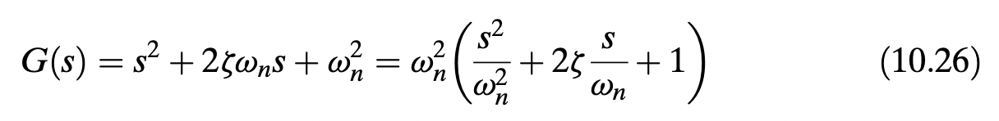 G(s) = s² + 2ζωₙs + ωₙ² = ωₙ²(s²/ωₙ² + 2ζ s/ωₙ + 1) (10.26)